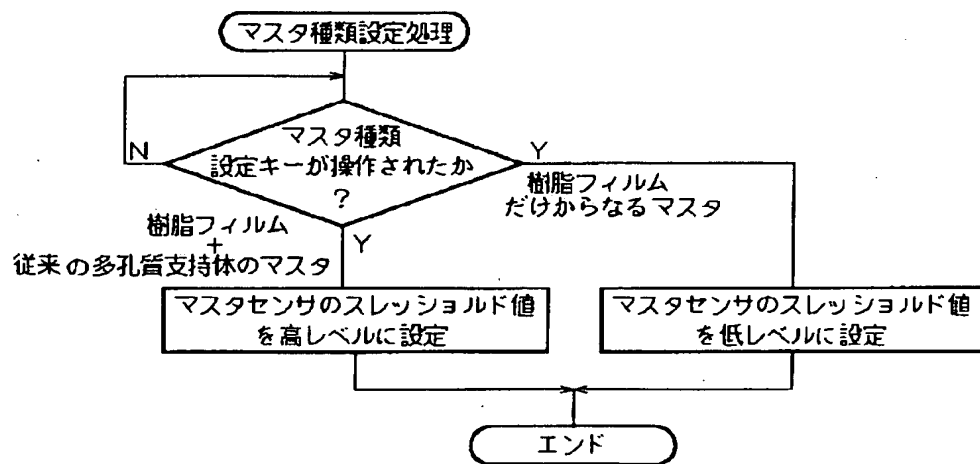 マスタ種類設定処理
マスタ種類
設定キーが操作されたか
?
N
Y
樹脂フィルム
だけからなるマスタ
樹脂フィルム
+
従来の多孔質支持体のマスタ
Y
マスタセンサのスレッショルド値
を高レベルに設定
マスタセンサのスレッショルド値
を低レベルに設定
エンド